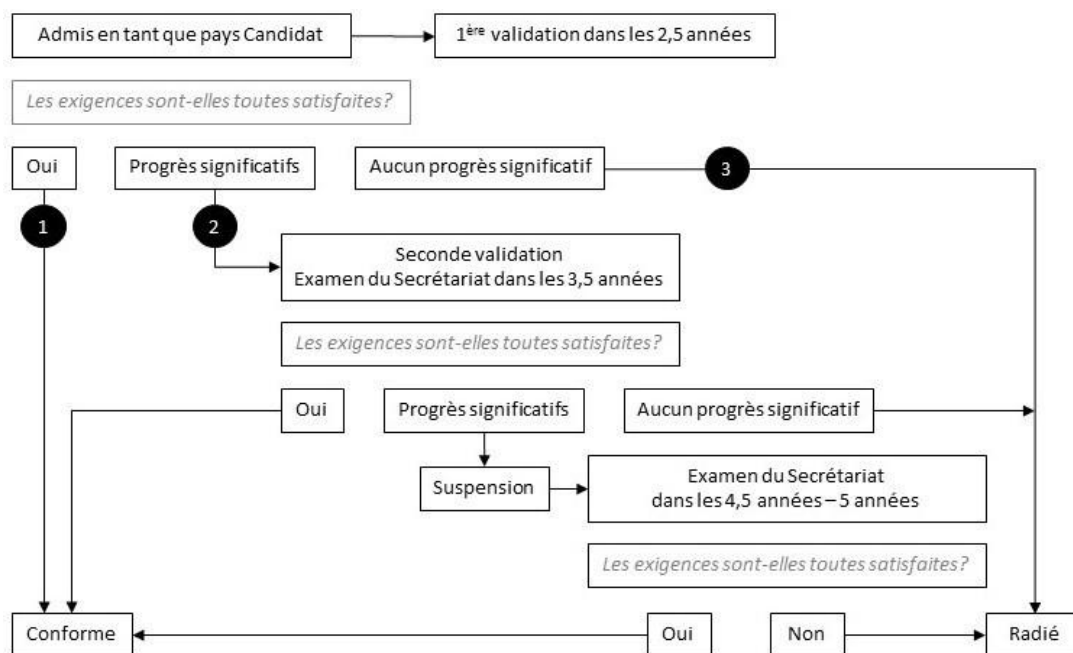 Admis en tant que pays Candidat
1ère validation dans les 2,5 années
Les exigences sont-elles toutes satisfaites?
Oui
Progrès significatifs
Aucun progrès significatif
3
1
2
Seconde validation
Examen du Secrétariat dans les 3,5 années
Les exigences sont-elles toutes satisfaites?
Oui
Progrès significatifs
Aucun progrès significatif
Suspension
Examen du Secrétariat
dans les 4,5 années – 5 années
Les exigences sont-elles toutes satisfaites?
Conforme
Oui
Non
Radié